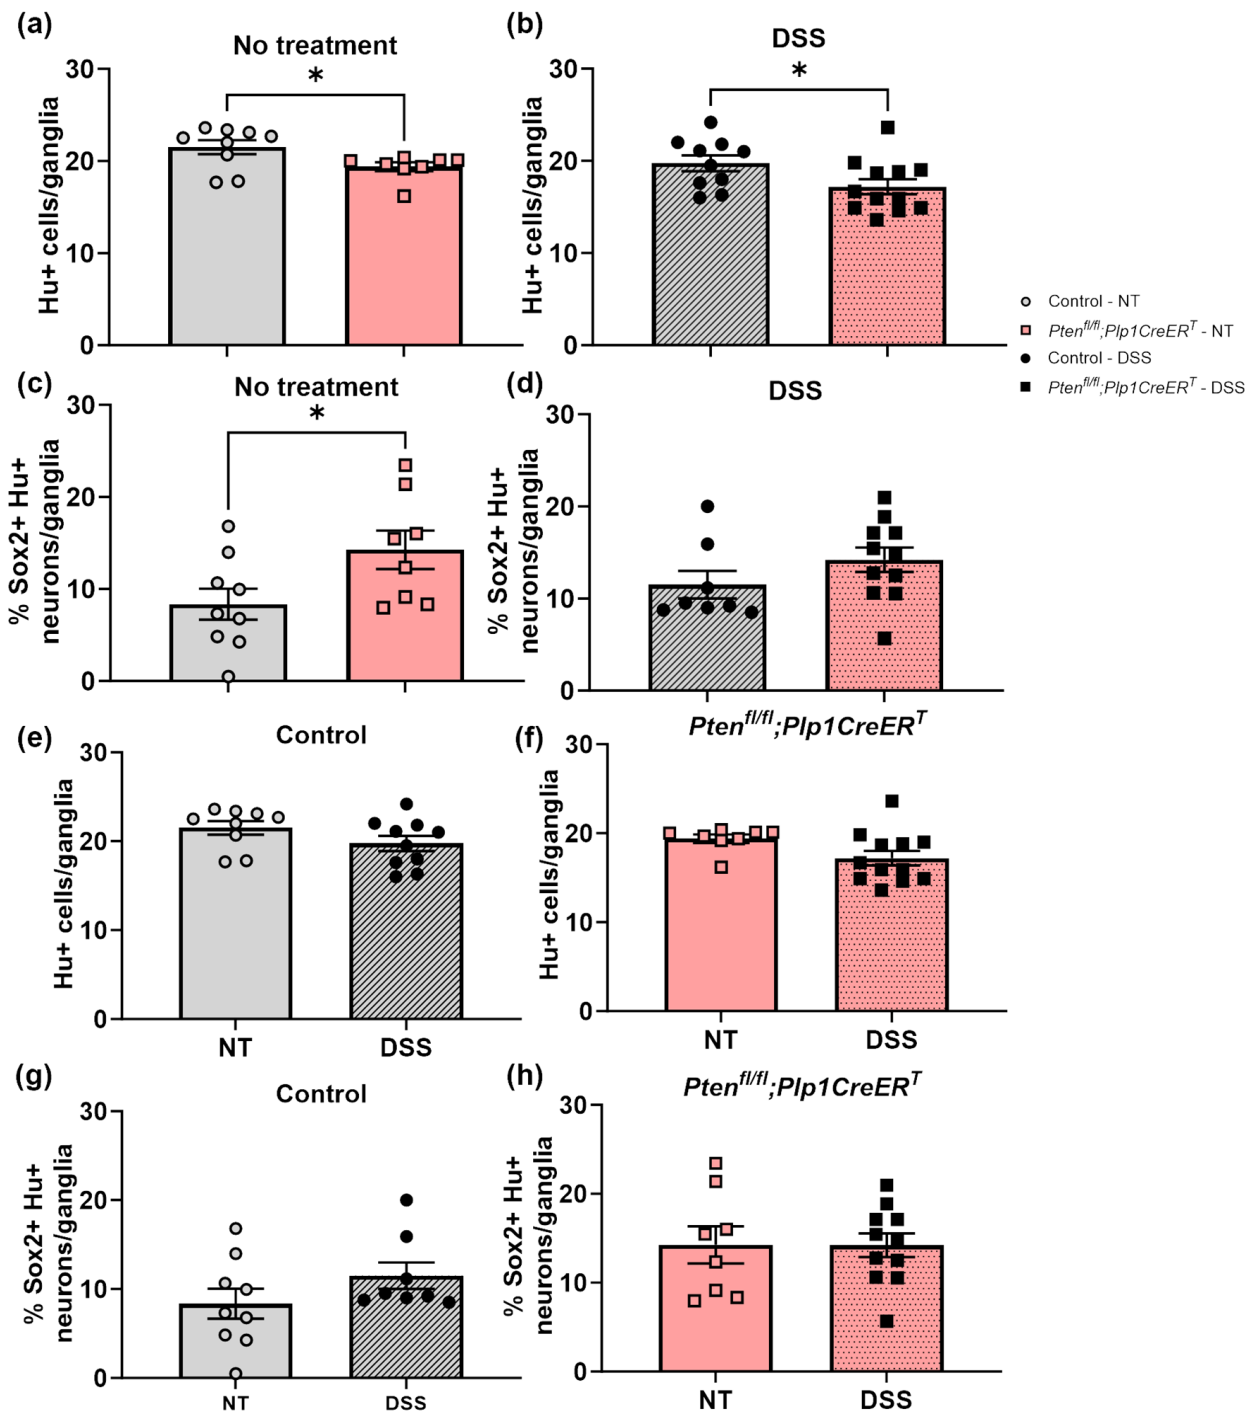 (a)
No treatment
*
Hu+ cells/ganglia
30
20
10
0
(b)
DSS
*
Hu+ cells/ganglia
30
20
10
0
Control - NT
Pten^fl/fl;Plp1CreER^T - NT
Control - DSS
Pten^fl/fl;Plp1CreER^T - DSS
(c)
No treatment
*
% Sox2+ Hu+
neurons/ganglia
30
20
10
0
(d)
DSS
% Sox2+ Hu+
neurons/ganglia
30
20
10
0
(e)
Control
Hu+ cells/ganglia
30
20
10
0
NT
DSS
(f)
Pten^fl/fl;Plp1CreER^T
Hu+ cells/ganglia
30
20
10
0
NT
DSS
(g)
Control
% Sox2+ Hu+
neurons/ganglia
30
20
10
0
NT
DSS
(h)
Pten^fl/fl;Plp1CreER^T
% Sox2+ Hu+
neurons/ganglia
30
20
10
0
NT
DSS